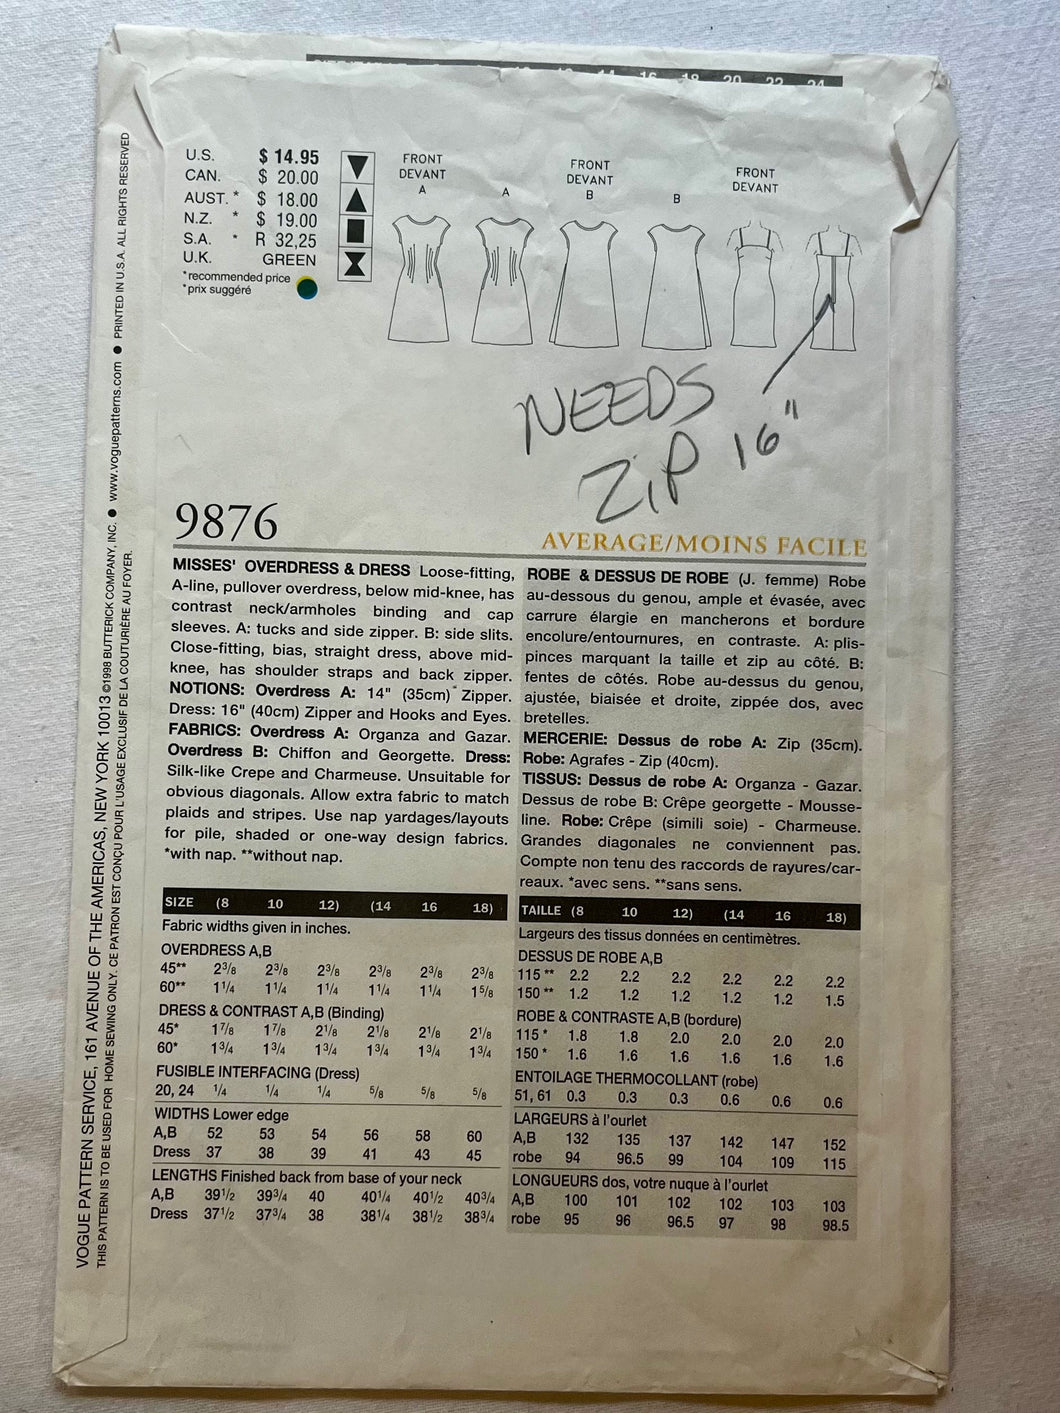 16 18 20 22 24
U.S. $ 14.95
CAN. $ 20.00
AUST. * $ 18.00
N.Z. * $ 19.00
S.A. * R 32,25
U.K. GREEN
*recommended price
*prix suggéré
FRONT
DEVANT
A
A
FRONT
DEVANT
B
B
FRONT
DEVANT
NEEDS
ZIP 16"
9876
AVERAGE/MOINS FACILE
MISSES' OVERDRESS & DRESS Loose-fitting,
A-line, pullover overdress, below mid-knee, has
contrast neck/armholes binding and cap
sleeves. A: tucks and side zipper. B: side slits.
Close-fitting, bias, straight dress, above mid-
knee, has shoulder straps and back zipper.
NOTIONS: Overdress A: 14" (35cm) Zipper.
Dress: 16" (40cm) Zipper and Hooks and Eyes.
FABRICS: Overdress A: Organza and Gazar.
Overdress B: Chiffon and Georgette. Dress:
Silk-like Crepe and Charmeuse. Unsuitable for
obvious diagonals. Allow extra fabric to match
plaids and stripes. Use nap yardages/layouts
for pile, shaded or one-way design fabrics.
*with nap. **without nap.
ROBE & DESSUS DE ROBE (J. femme) Robe
au-dessous du genou, ample et évasée, avec
carrure élargie en mancherons et bordure
encolure/entournures, en contraste. A: plis-
pinces marquant la taille et zip au côté. B:
fentes de côtés. Robe au-dessus du genou,
ajustée, biaisée et droite, zippée dos, avec
bretelles.
MERCERIE: Dessus de robe A: Zip (35cm).
Robe: Agrafes - Zip (40cm).
TISSUS: Dessus de robe A: Organza - Gazar.
Dessus de robe B: Crêpe georgette - Mousse-
line. Robe: Crêpe (simili soie) - Charmeuse.
Grandes diagonales ne conviennent pas.
Compte non tenu des raccords de rayures/car-
reaux. *avec sens. **sans sens.
SIZE (8 10 12) (14 16 18)
Fabric widths given in inches.
OVERDRESS A,B
45** 2 3/8 2 3/8 2 3/8 2 3/8 2 3/8 2 3/8
60** 1 1/4 1 1/4 1 1/4 1 1/4 1 1/4 1 5/8
DRESS & CONTRAST A,B (Binding)
45* 1 7/8 1 7/8 2 1/8 2 1/8 2 1/8 2 1/8
60* 1 3/4 1 3/4 1 3/4 1 3/4 1 3/4 1 3/4
FUSIBLE INTERFACING (Dress)
20, 24 1/4 1/4 1/4 5/8 5/8 5/8
WIDTHS Lower edge
A,B 52 53 54 56 58 60
Dress 37 38 39 41 43 45
LENGTHS Finished back from base of your neck
A,B 39 1/2 39 3/4 40 40 1/4 40 1/2 40 3/4
Dress 37 1/2 37 3/4 38 38 1/4 38 1/2 38 3/4
TAILLE (8 10 12) (14 16 18)
Largeurs des tissus données en centimètres.
DESSUS DE ROBE A,B
115 ** 2.2 2.2 2.2 2.2 2.2 2.2
150 ** 1.2 1.2 1.2 1.2 1.2 1.5
ROBE & CONTRASTE A,B (bordure)
115 * 1.8 1.8 2.0 2.0 2.0 2.0
150 * 1.6 1.6 1.6 1.6 1.6 1.6
ENTOILAGE THERMOCOLLANT (robe)
51, 61 0.3 0.3 0.3 0.6 0.6 0.6
LARGEURS à l'ourlet
A,B 132 135 137 142 147 152
robe 94 96.5 99 104 109 115
LONGUEURS dos, votre nuque à l'ourlet
A,B 100 101 102 102 103 103
robe 95 96 96.5 97 98 98.5
VOGUE PATTERN SERVICE, 161 AVENUE OF THE AMERICAS, NEW YORK 10013 ©1998 BUTTERICK COMPANY, INC. ● www.voguepatterns.com ● PRINTED IN U.S.A. ALL RIGHTS RESERVED
THIS PATTERN IS TO BE USED FOR HOME SEWING ONLY. CE PATRON EST CONÇU POUR L'USAGE EXCLUSIF DE LA COUTURIÈRE AU FOYER.